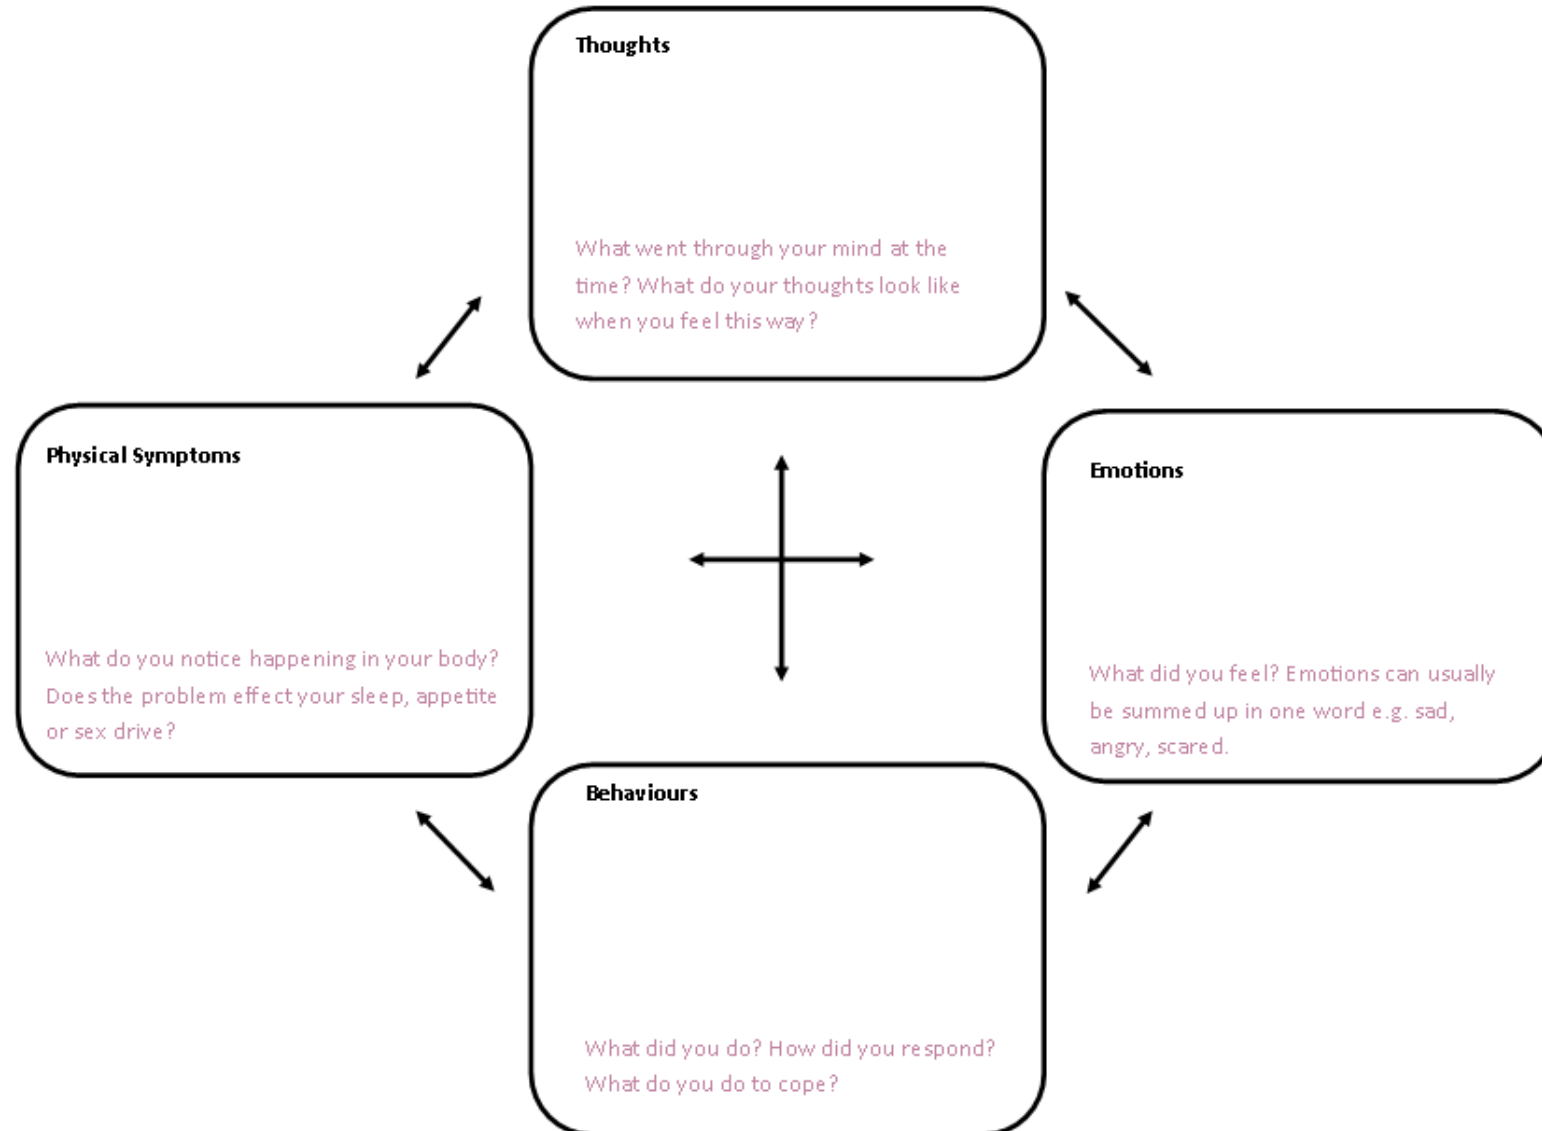 Thoughts
What went through your mind at the
time? What do your thoughts look like
when you feel this way?
Physical Symptoms
What do you notice happening in your body?
Does the problem effect your sleep, appetite
or sex drive?
Emotions
What did you feel? Emotions can usually
be summed up in one word e.g. sad,
angry, scared.
Behaviours
What did you do? How did you respond?
What do you do to cope?